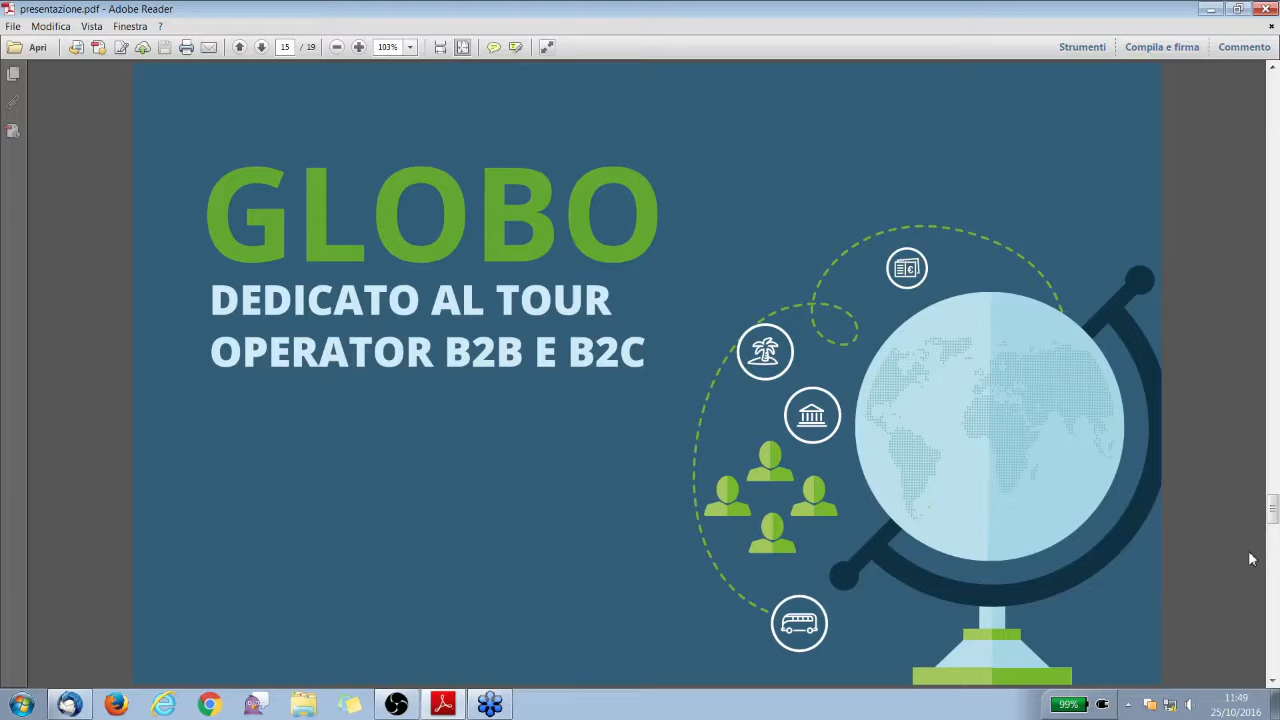 presentazione.pdf - Adobe Reader
File Modifica Vista Finestra ?
Apri 15 / 19 103% Strumenti Compila e firma Commento
GLOBO
DEDICATO AL TOUR
OPERATOR B2B E B2C
99%
11:49
25/10/2016